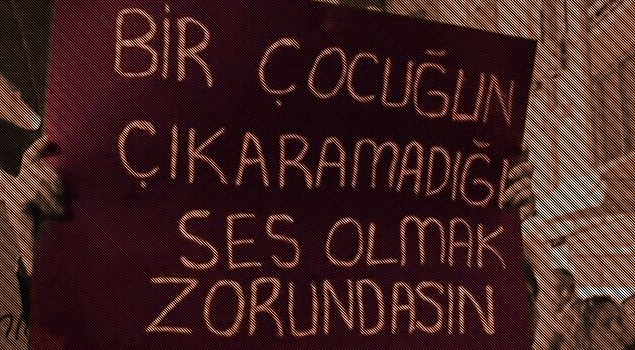 BİR ÇOCUĞUN
ÇIKARAMADIĞI
SES OLMAK
ZORUNDASIN